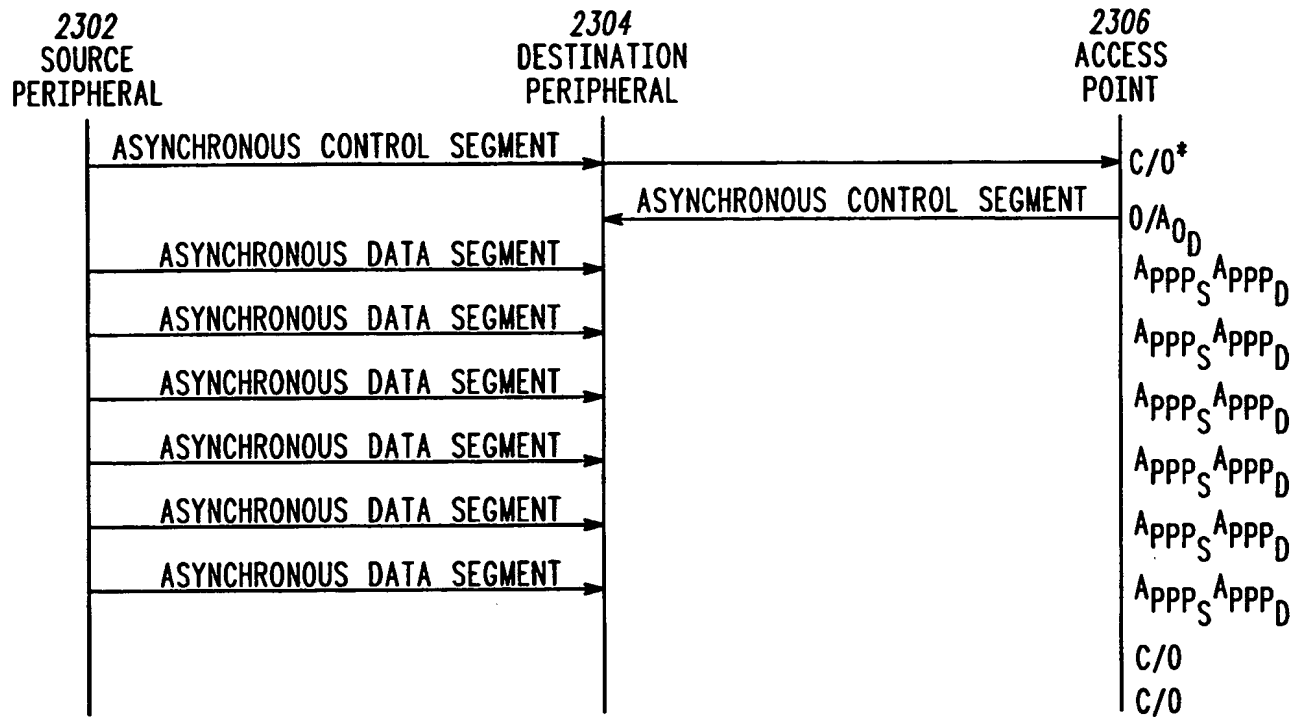 2302 2304 2306
SOURCE DESTINATION ACCESS
PERIPHERAL PERIPHERAL POINT
ASYNCHRONOUS CONTROL SEGMENT C/0*
ASYNCHRONOUS CONTROL SEGMENT 0/A0D
ASYNCHRONOUS DATA SEGMENT APPPSAPPPD
ASYNCHRONOUS DATA SEGMENT APPPSAPPPD
ASYNCHRONOUS DATA SEGMENT APPPSAPPPD
ASYNCHRONOUS DATA SEGMENT APPPSAPPPD
ASYNCHRONOUS DATA SEGMENT APPPSAPPPD
ASYNCHRONOUS DATA SEGMENT APPPSAPPPD
C/0
C/0